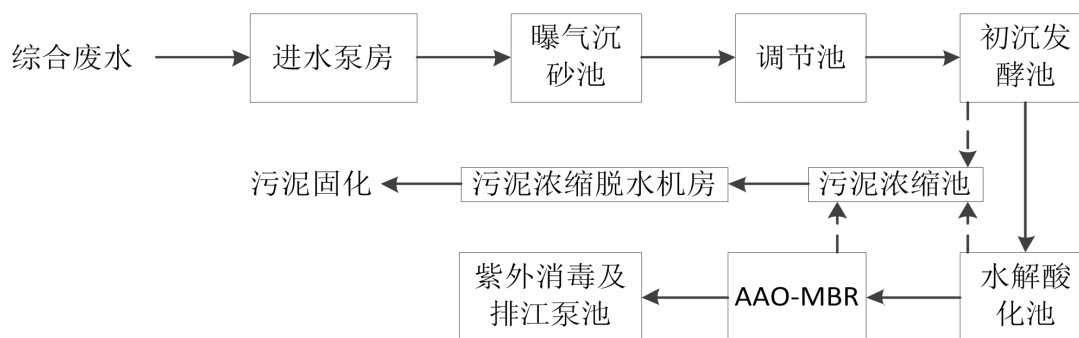 综合废水
进水泵房
曝气沉
砂池
调节池
初沉发
酵池
污泥固化
污泥浓缩脱水机房
污泥浓缩池
紫外消毒及
排江泵池
AAO-MBR
水解酸
化池